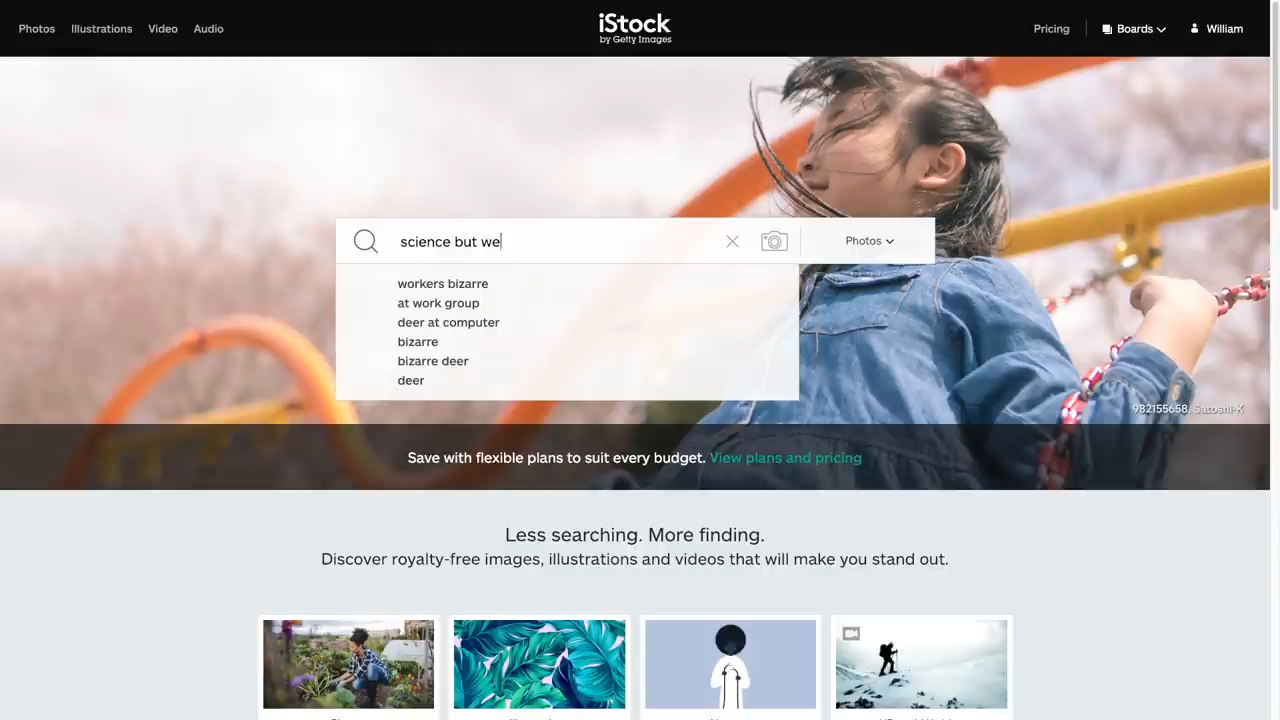 Photos Illustrations Video Audio
iStock
by Getty Images
Pricing Boards William
science but we
Photos
workers bizarre
at work group
deer at computer
bizarre
bizarre deer
deer
982155658, Satoshi-K
Save with flexible plans to suit every budget. View plans and pricing
Less searching. More finding.
Discover royalty-free images, illustrations and videos that will make you stand out.